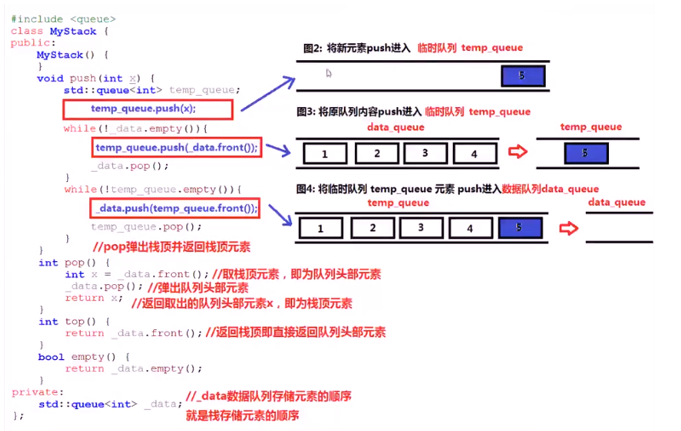 #include <queue>
class MyStack {
public:
    MyStack() {
    }
    void push(int x) {
        std::queue<int> temp_queue;
        temp_queue.push(x);
        while(!_data.empty()){
            temp_queue.push(_data.front());
            _data.pop();
        }
        while(!temp_queue.empty()){
            _data.push(temp_queue.front());
            temp_queue.pop();
        }
    }
    //pop弹出栈顶并返回栈顶元素
    int pop() {
        int x = _data.front(); //取栈顶元素，即为队列头部元素
        _data.pop(); //弹出队列头部元素
        return x; //返回取出的队列头部元素x，即为栈顶元素
    }
    int top() {
        return _data.front(); //返回栈顶即直接返回队列头部元素
    }
    bool empty() {
        return _data.empty();
    }
private:
    std::queue<int> _data; //_data数据队列存储元素的顺序
就是栈存储元素的顺序
};
图2: 将新元素push进入 临时队列 temp_queue
5
图3: 将原队列内容push进入 临时队列 temp_queue
data_queue temp_queue
1 2 3 4 5
图4: 将临时队列 temp_queue 元素 push进入数据队列data_queue
temp_queue data_queue
1 2 3 4 5